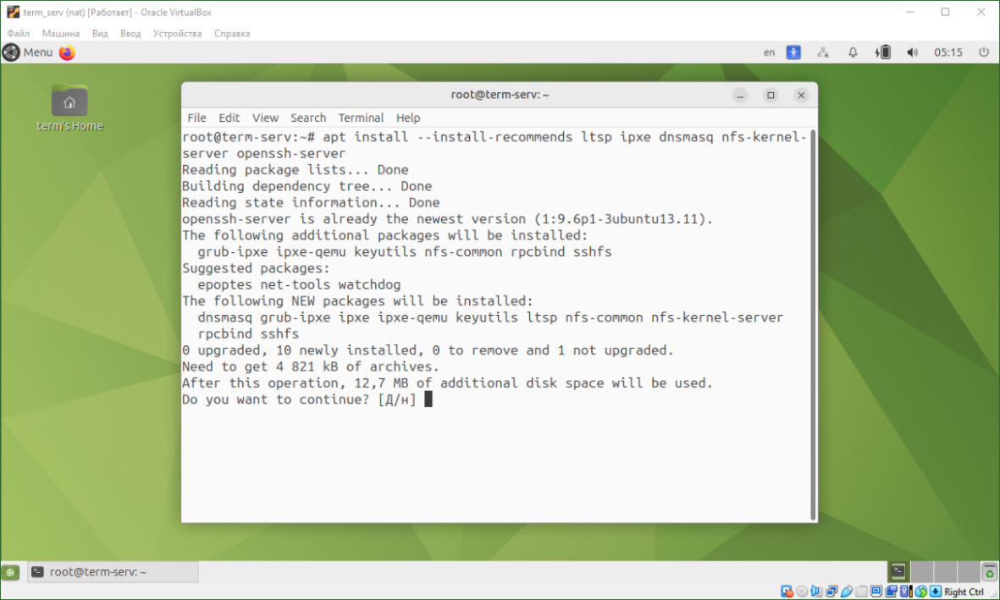 term_serv (nat) [Работает] - Oracle VirtualBox
Файл Машина Вид Ввод Устройства Справка
Menu en 05:15
term's Home
root@term-serv: ~
File Edit View Search Terminal Help
root@term-serv:~# apt install --install-recommends ltsp ipxe dnsmasq nfs-kernel-
server openssh-server
Reading package lists... Done
Building dependency tree... Done
Reading state information... Done
openssh-server is already the newest version (1:9.6p1-3ubuntu13.11).
The following additional packages will be installed:
  grub-ipxe ipxe-qemu keyutils nfs-common rpcbind sshfs
Suggested packages:
  epoptes net-tools watchdog
The following NEW packages will be installed:
  dnsmasq grub-ipxe ipxe ipxe-qemu keyutils ltsp nfs-common nfs-kernel-server
  rpcbind sshfs
0 upgraded, 10 newly installed, 0 to remove and 1 not upgraded.
Need to get 4 821 kB of archives.
After this operation, 12,7 MB of additional disk space will be used.
Do you want to continue? [Д/н]
root@term-serv: ~
Right Ctrl